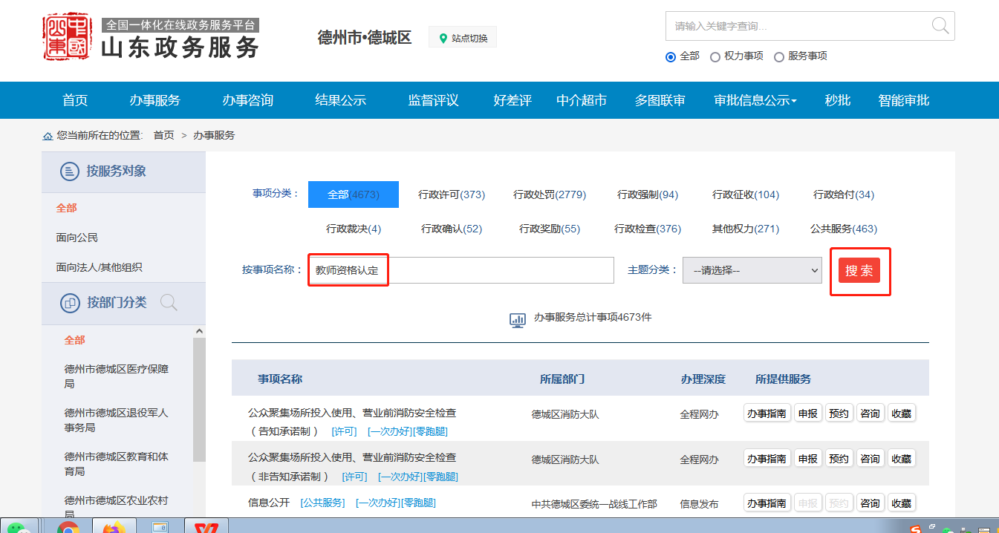 山东 中国
全国一体化在线政务服务平台
山东政务服务
德州市•德城区
站点切换
请输入关键字查询...
全部 权力事项 服务事项
首页 办事服务 办事咨询 结果公示 监督评议 好差评 中介超市 多图联审 审批信息公示 秒批 智能审批
您当前所在的位置: 首页 > 办事服务
按服务对象
全部
面向公民
面向法人/其他组织
按部门分类
全部
德州市德城区医疗保障
局
德州市德城区退役军人
事务局
德州市德城区教育和体
育局
德州市德城区农业农村
局
事项分类： 全部(4673) 行政许可(373) 行政处罚(2779) 行政强制(94) 行政征收(104) 行政给付(34)
行政裁决(4) 行政确认(52) 行政奖励(55) 行政检查(376) 其他权力(271) 公共服务(463)
按事项名称： 教师资格认定 主题分类： --请选择-- 搜 索
办事服务总计事项4673件
事项名称 所属部门 办理深度 所提供服务
公众聚集场所投入使用、营业前消防安全检查
（告知承诺制） [许可] [一次办好][零跑腿]
德城区消防大队 全程网办 办事指南 申报 预约 咨询 收藏
公众聚集场所投入使用、营业前消防安全检查
（非告知承诺制） [许可] [一次办好][零跑腿]
德城区消防大队 全程网办 办事指南 申报 预约 咨询 收藏
信息公开 [公共服务] [一次办好][零跑腿] 中共德城区委统一战线工作部 信息发布 办事指南 申报 预约 咨询 收藏